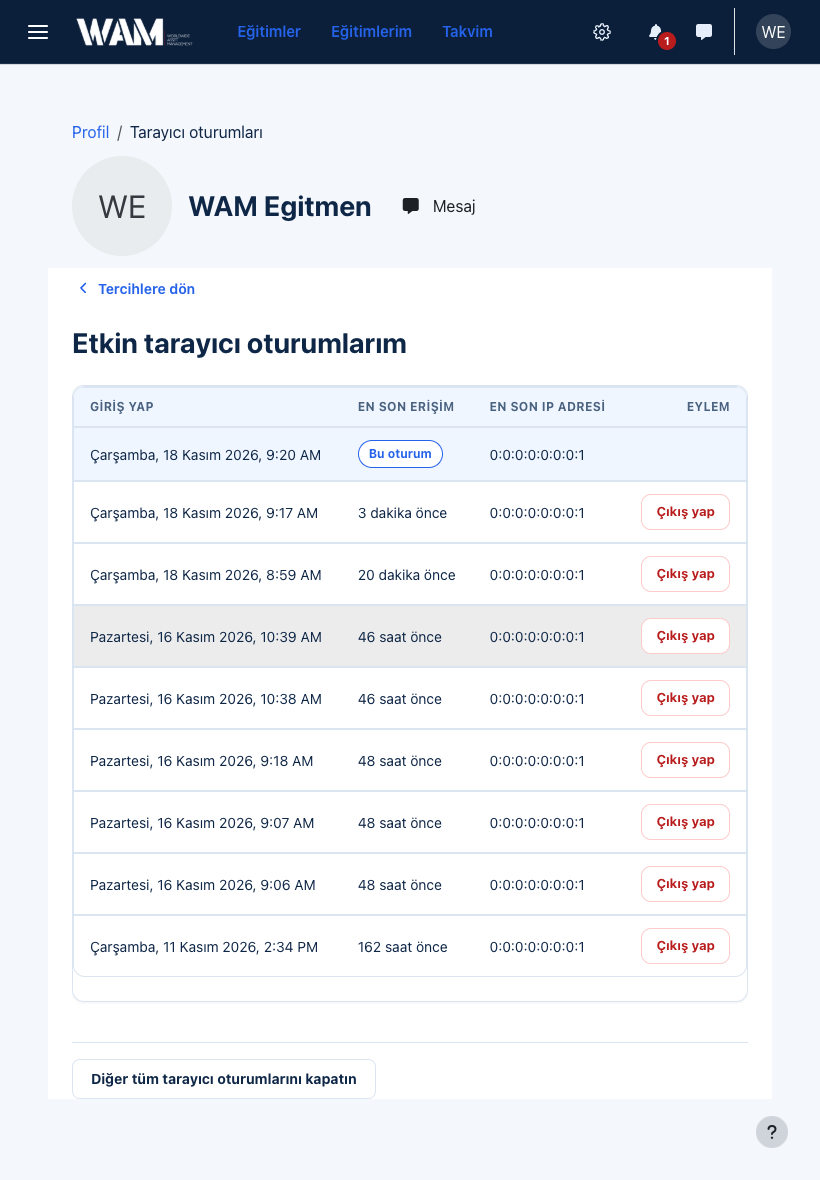 WAM WORLDWIDE ASSET MANAGEMENT
Eğitimler Eğitimlerim Takvim 1 WE
Profil / Tarayıcı oturumları
WE WAM Egitmen Mesaj
Tercihlere dön
Etkin tarayıcı oturumlarım
GİRİŞ YAP EN SON ERİŞİM EN SON IP ADRESİ EYLEM
Çarşamba, 18 Kasım 2026, 9:20 AM Bu oturum 0:0:0:0:0:0:0:1
Çarşamba, 18 Kasım 2026, 9:17 AM 3 dakika önce 0:0:0:0:0:0:0:1 Çıkış yap
Çarşamba, 18 Kasım 2026, 8:59 AM 20 dakika önce 0:0:0:0:0:0:0:1 Çıkış yap
Pazartesi, 16 Kasım 2026, 10:39 AM 46 saat önce 0:0:0:0:0:0:0:1 Çıkış yap
Pazartesi, 16 Kasım 2026, 10:38 AM 46 saat önce 0:0:0:0:0:0:0:1 Çıkış yap
Pazartesi, 16 Kasım 2026, 9:18 AM 48 saat önce 0:0:0:0:0:0:0:1 Çıkış yap
Pazartesi, 16 Kasım 2026, 9:07 AM 48 saat önce 0:0:0:0:0:0:0:1 Çıkış yap
Pazartesi, 16 Kasım 2026, 9:06 AM 48 saat önce 0:0:0:0:0:0:0:1 Çıkış yap
Çarşamba, 11 Kasım 2026, 2:34 PM 162 saat önce 0:0:0:0:0:0:0:1 Çıkış yap
Diğer tüm tarayıcı oturumlarını kapatın
?